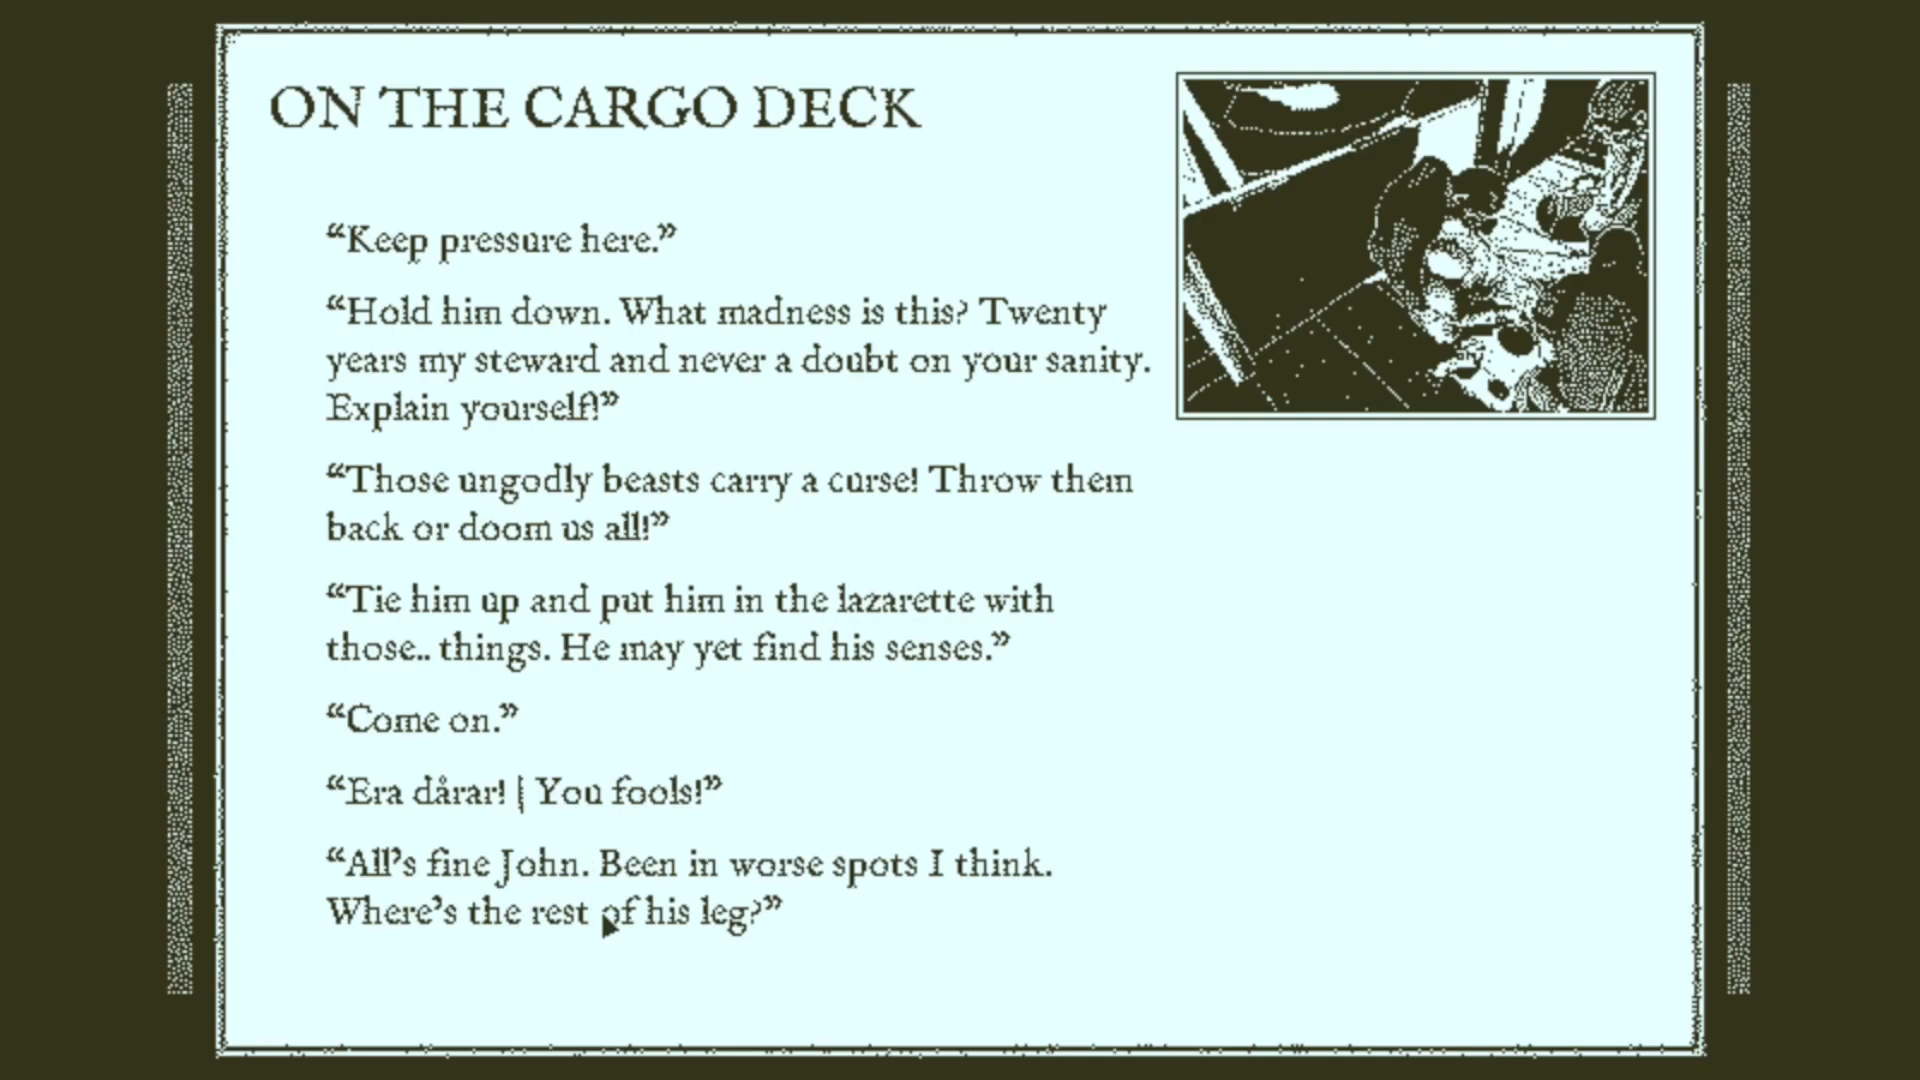 ON THE CARGO DECK
“Keep pressure here.”
“Hold him down. What madness is this? Twenty
years my steward and never a doubt on your sanity.
Explain yourself!”
“Those ungodly beasts carry a curse! Throw them
back or doom us all!”
“Tie him up and put him in the lazarette with
those.. things. He may yet find his senses.”
“Come on.”
“Era dårar! | You fools!”
“All’s fine John. Been in worse spots I think.
Where’s the rest of his leg?”